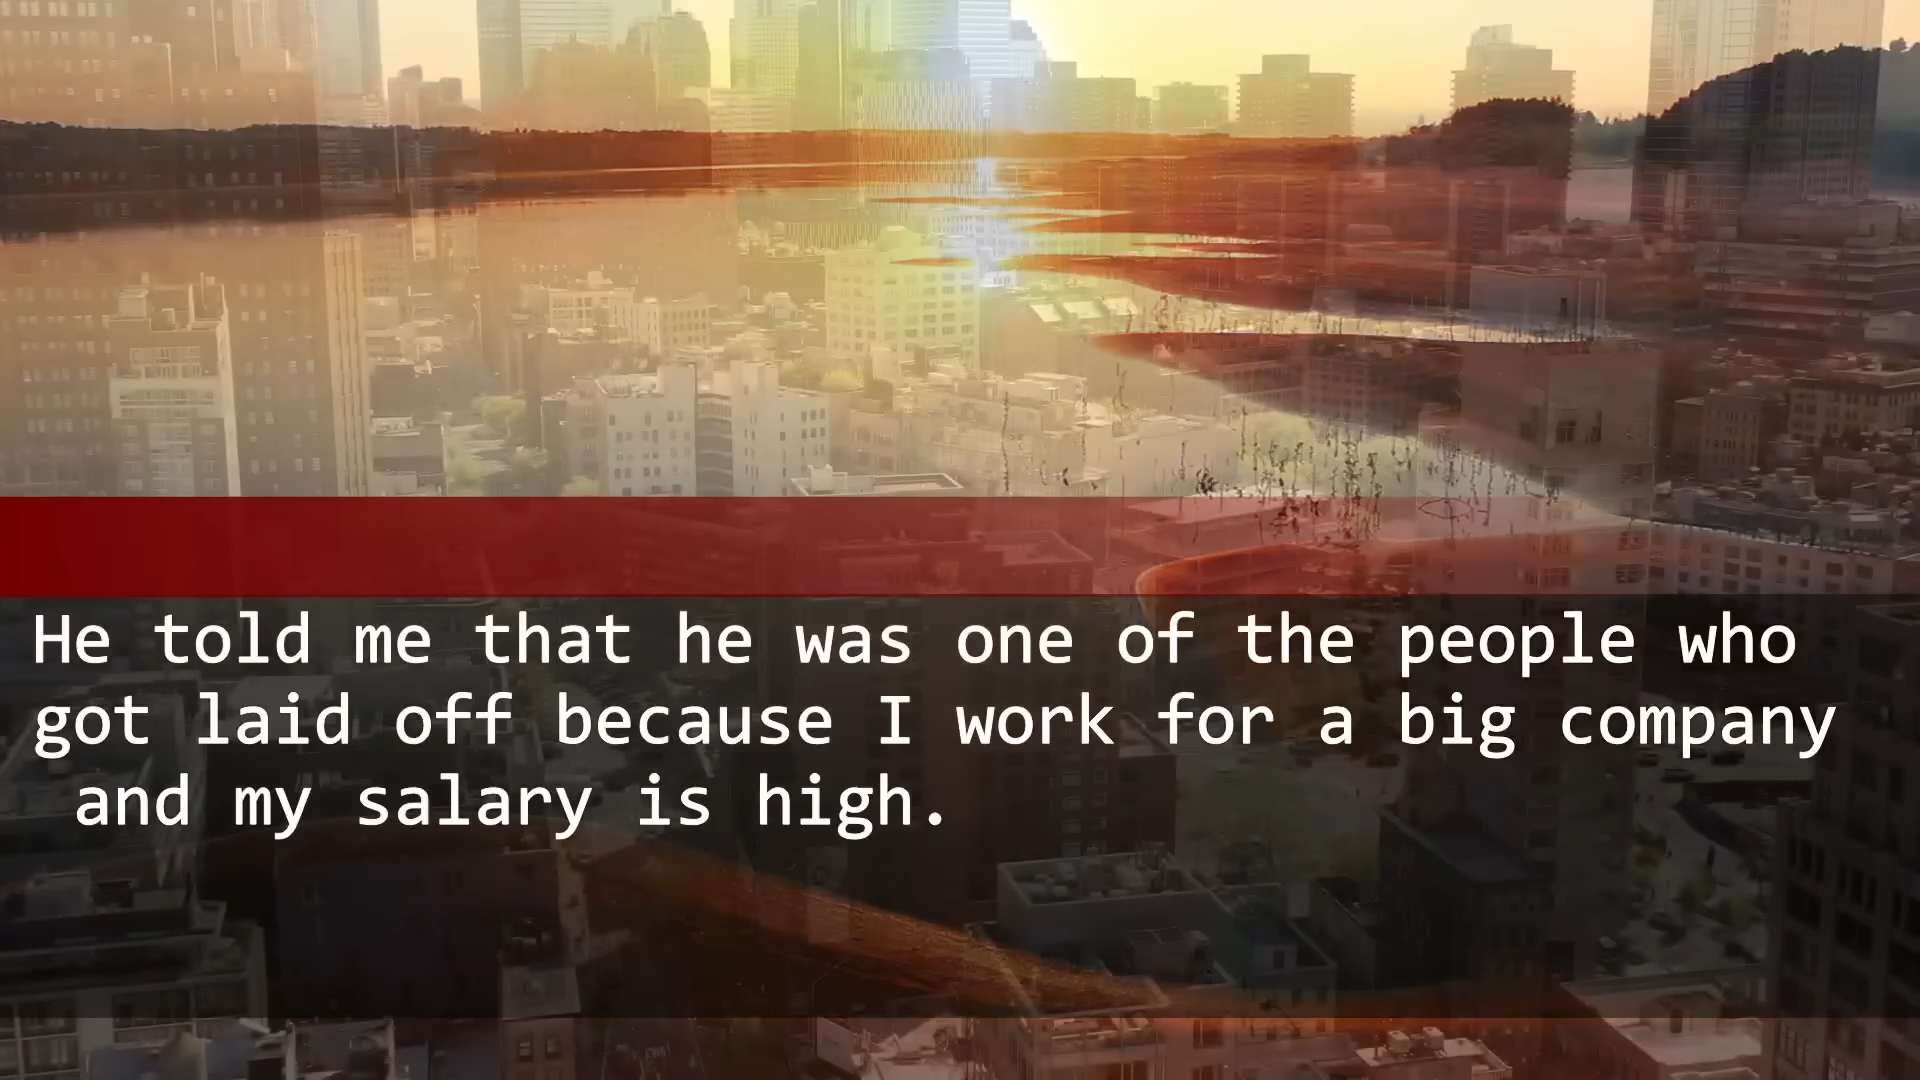 He told me that he was one of the people who
got laid off because I work for a big company
and my salary is high.